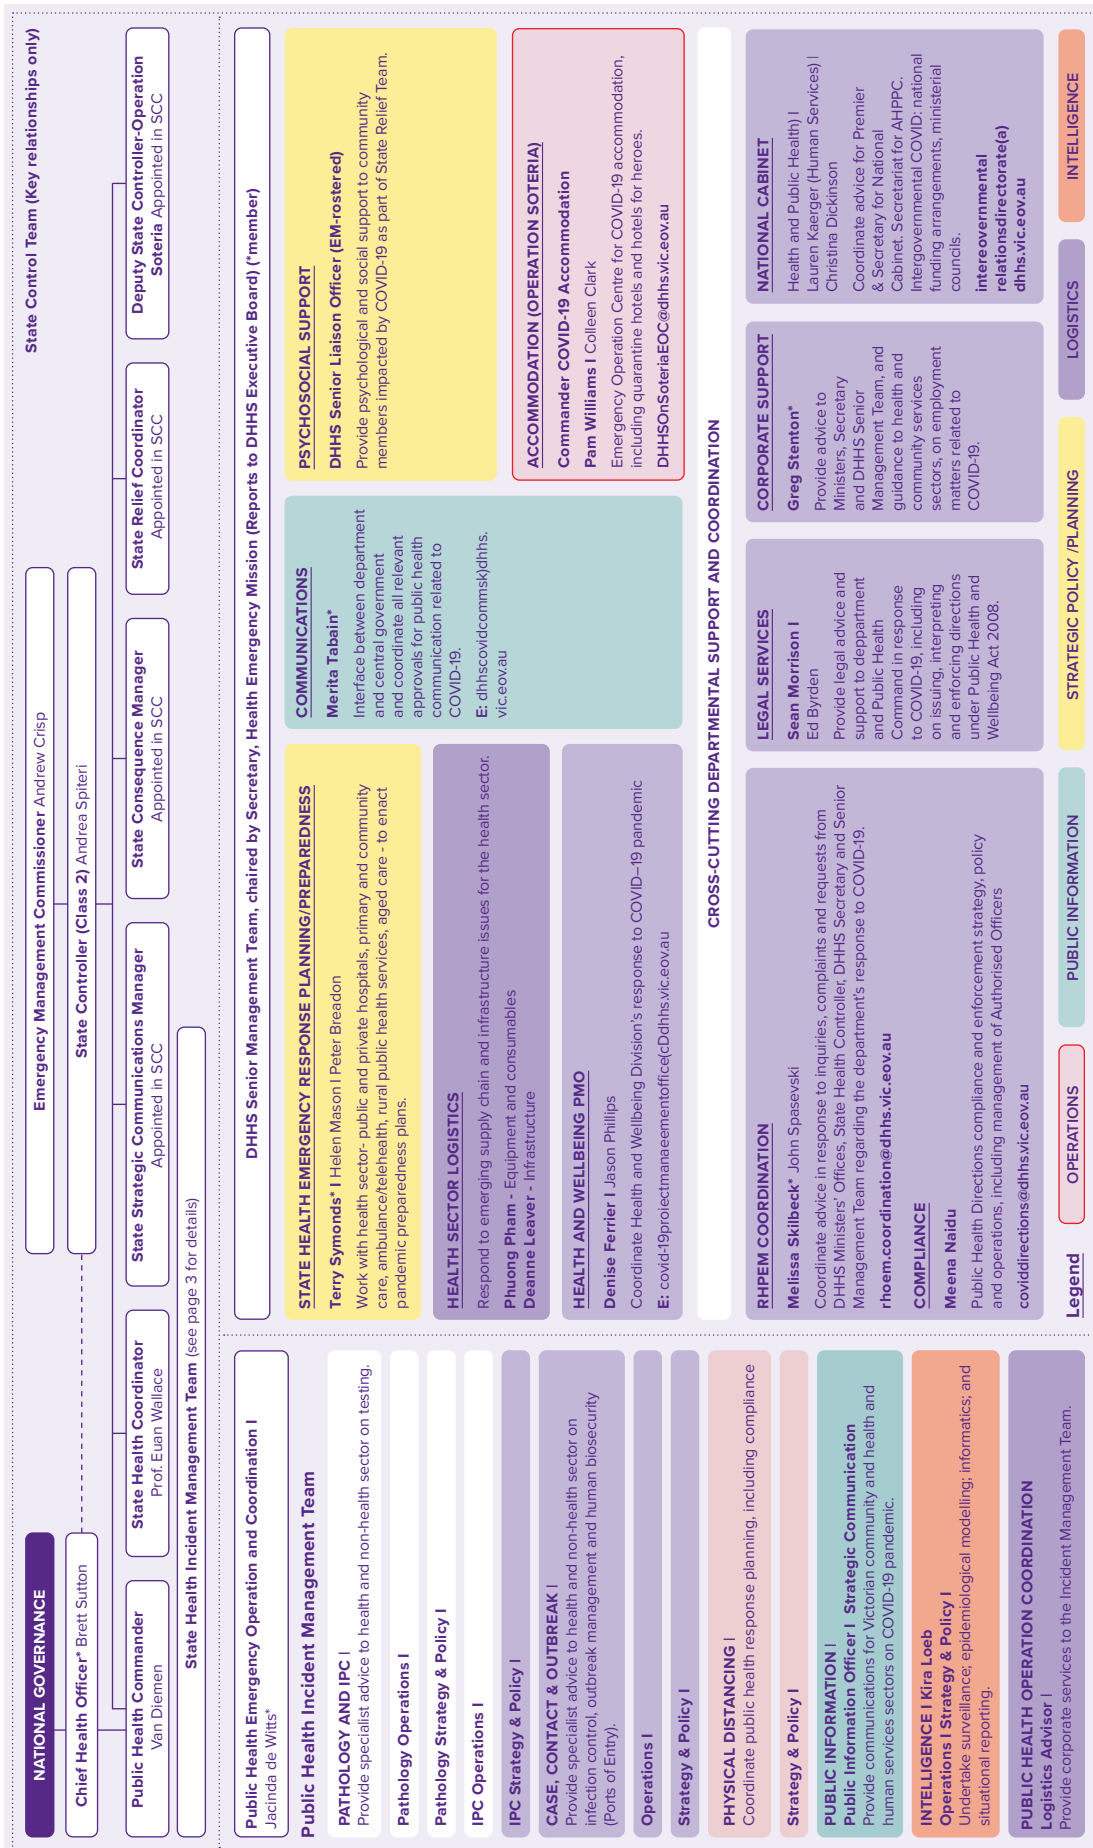 State Control Team (Key relationships only)
NATIONAL GOVERNANCE
Emergency Management Commissioner Andrew Crisp
Chief Health Officer* Brett Sutton
State Controller (Class 2) Andrea Spiteri
Public Health Commander
Van Diemen
State Health Coordinator
Prof. Euan Wallace
State Strategic Communications Manager
Appointed in SCC
State Consequence Manager
Appointed in SCC
State Relief Coordinator
Appointed in SCC
Deputy State Controller-Operation
Soteria Appointed in SCC
State Health Incident Management Team (see page 3 for details)
Public Health Emergency Operation and Coordination I
Jacinda de Witts*
Public Health Incident Management Team
PATHOLOGY AND IPC |
Provide specialist advice to health and non-health sector on testing.
Pathology Operations I
Pathology Strategy & Policy I
IPC Operations I
IPC Strategy & Policy I
CASE, CONTACT & OUTBREAK I
Provide specialist advice to health and non-health sector on
infection control, outbreak management and human biosecurity
(Ports of Entry).
Operations I
Strategy & Policy I
PHYSICAL DISTANCING |
Coordinate public health response planning, including compliance
Strategy & Policy I
PUBLIC INFORMATION |
Public Information Officer I Strategic Communication
Provide communications for Victorian community and health and
human services sectors on COVID-19 pandemic.
INTELLIGENCE I Kira Loeb
Operations I Strategy & Policy I
Undertake surveillance; epidemiological modelling; informatics; and
situational reporting.
PUBLIC HEALTH OPERATION COORDINATION
Logistics Advisor |
Provide corporate services to the Incident Management Team.
DHHS Senior Management Team, chaired by Secretary, Health Emergency Mission (Reports to DHHS Executive Board) (*member)
STATE HEALTH EMERGENCY RESPONSE PLANNING/PREPAREDNESS
Terry Symonds* I Helen Mason I Peter Breadon
Work with health sector- public and private hospitals, primary and community
care, ambulance/telehealth, rural public health services, aged care - to enact
pandemic preparedness plans.
HEALTH SECTOR LOGISTICS
Respond to emerging supply chain and infrastructure issues for the health sector.
Phuong Pham - Equipment and consumables
Deanne Leaver - Infrastructure
HEALTH AND WELLBEING PMO
Denise Ferrier I Jason Phillips
Coordinate Health and Wellbeing Division's response to COVID–19 pandemic
E: covid-19proiectmanaementoffice(cDdhhs.vic.eov.au
COMMUNICATIONS
Merita Tabain*
Interface between department
and central government
and coordinate all relevant
approvals for public health
communication related to
COVID-19.
E: dhhscovidcommsk)dhhs.
vic.eov.au
PSYCHOSOCIAL SUPPORT
DHHS Senior Liaison Officer (EM-rostered)
Provide psychological and social support to community
members impacted by COVID-19 as part of State Relief Team.
ACCOMMODATION (OPERATION SOTERIA)
Commander COVID-19 Accommodation
Pam Williams I Colleen Clark
Emergency Operation Centre for COVID-19 accommodation,
including quarantine hotels and hotels for heroes.
DHHSOnSoteriaEOC@dhhs.vic.eov.au
CROSS-CUTTING DEPARTMENTAL SUPPORT AND COORDINATION
RHPEM COORDINATION
Melissa Skilbeck* John Spasevski
Coordinate advice in response to inquiries, complaints and requests from
DHHS Ministers' Offices, State Health Controller, DHHS Secretary and Senior
Management Team regarding the department's response to COVID-19.
rhoem.coordination@dhhs.vic.eov.au
COMPLIANCE
Meena Naidu
Public Health Directions compliance and enforcement strategy, policy
and operations, including management of Authorised Officers
coviddirections@dhhs.vic.eov.au
LEGAL SERVICES
Sean Morrison I
Ed Byrden
Provide legal advice and
support to deppartment
and Public Health
Command in response
to COVID-19, including
on issuing, interpreting
and enforcing directions
under Public Health and
Wellbeing Act 2008.
CORPORATE SUPPORT
Greg Stenton*
Provide advice to
Ministers, Secretary
and DHHS Senior
Management Team, and
guidance to health and
community services
sectors, on employment
matters related to
COVID-19.
NATIONAL CABINET
Health and Public Health) |
Lauren Kaerger (Human Services) |
Christina Dickinson
Coordinate advice for Premier
& Secretary for National
Cabinet. Secretariat for AHPPC.
Intergovernmental COVID: national
funding arrangements, ministerial
councils.
intereovernmental
relationsdirectorate(a)
dhhs.vic.eov.au
Legend
OPERATIONS
PUBLIC INFORMATION
STRATEGIC POLICY /PLANNING
LOGISTICS
INTELLIGENCE